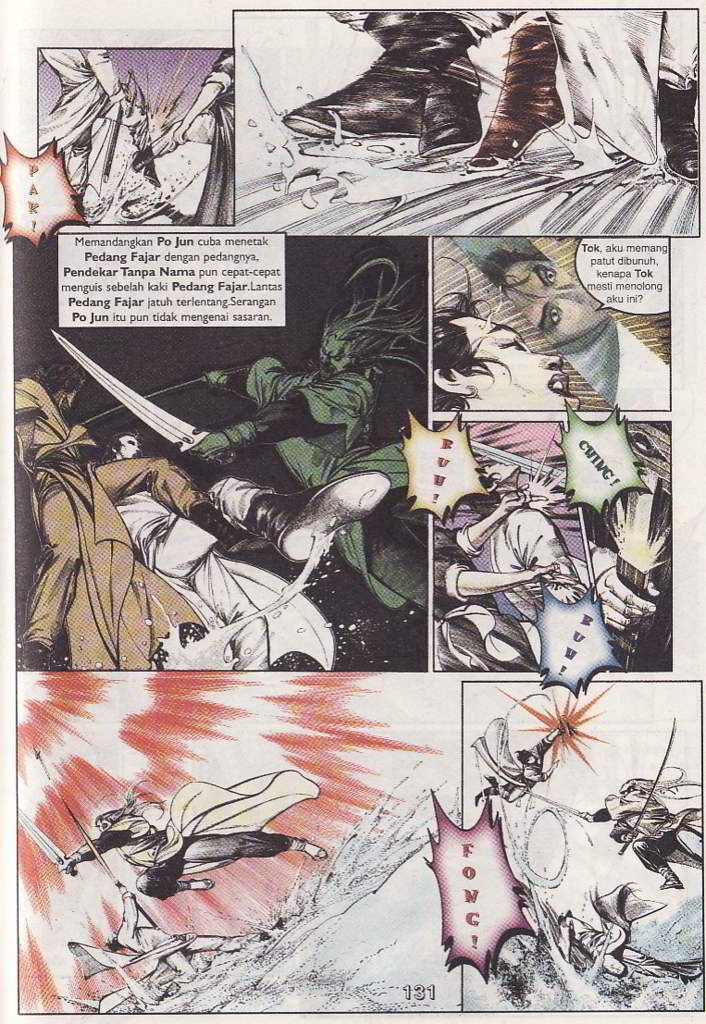 PAK!
Memandangkan Po Jun cuba menetak
Pedang Fajar dengan pedangnya,
Pendekar Tanpa Nama pun cepat-cepat
menguis sebelah kaki Pedang Fajar.Lantas
Pedang Fajar jatuh terlentang.Serangan
Po Jun itu pun tidak mengenai sasaran.
Tok, aku memang
patut dibunuh,
kenapa Tok
mesti menolong
aku ini?
BUU!
CHING!
BUU!
FONG!
131